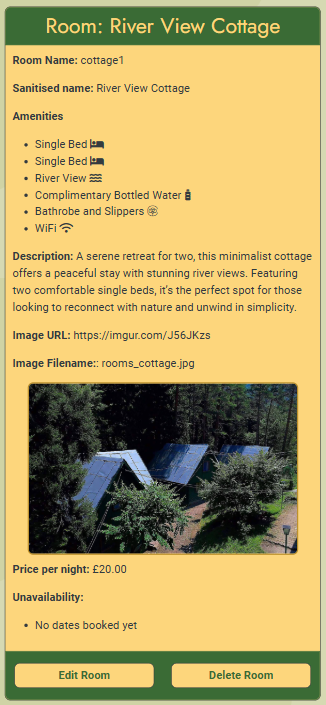 Room: River View Cottage
Room Name: cottage1
Sanitised name: River View Cottage
Amenities
Single Bed
Single Bed
River View
Complimentary Bottled Water
Bathrobe and Slippers
WiFi
Description: A serene retreat for two, this minimalist cottage
offers a peaceful stay with stunning river views. Featuring
two comfortable single beds, it's the perfect spot for those
looking to reconnect with nature and unwind in simplicity.
Image URL: https://imgur.com/J56JKzs
Image Filename:: rooms_cottage.jpg
Price per night: £20.00
Unavailability:
No dates booked yet
Edit Room Delete Room